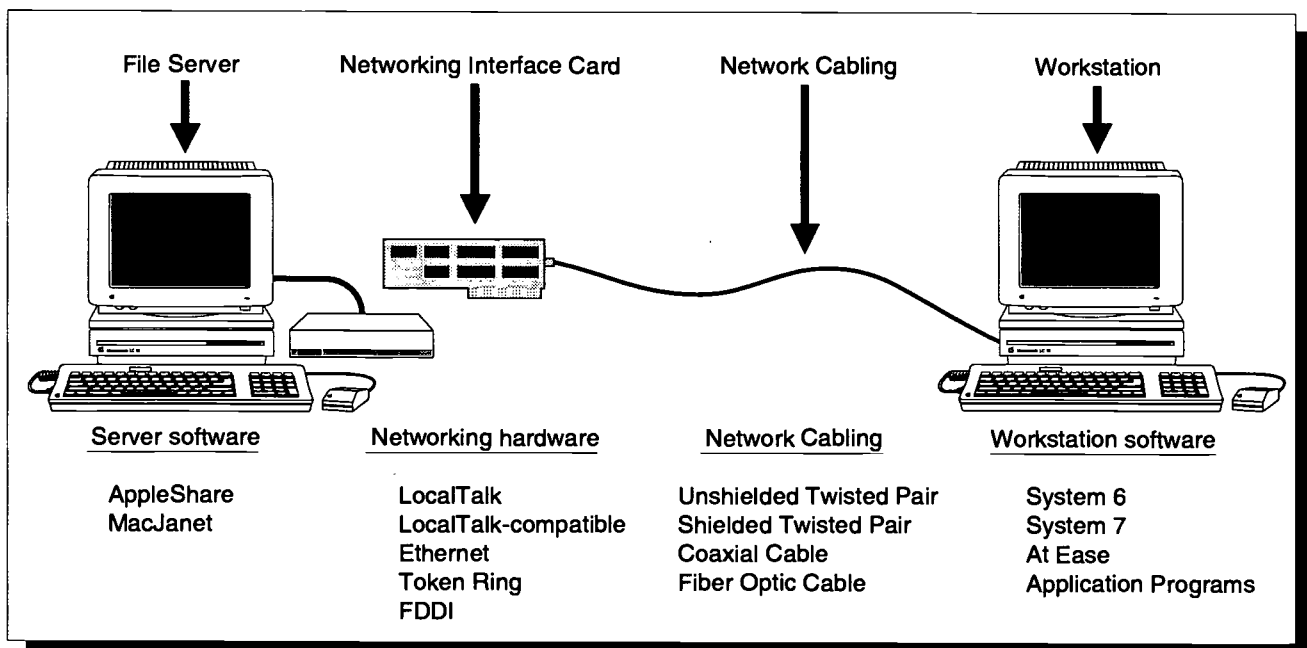 File Server
Networking Interface Card
Network Cabling
Workstation
Server software
AppleShare
MacJanet
Networking hardware
LocalTalk
LocalTalk-compatible
Ethernet
Token Ring
FDDI
Network Cabling
Unshielded Twisted Pair
Shielded Twisted Pair
Coaxial Cable
Fiber Optic Cable
Workstation software
System 6
System 7
At Ease
Application Programs